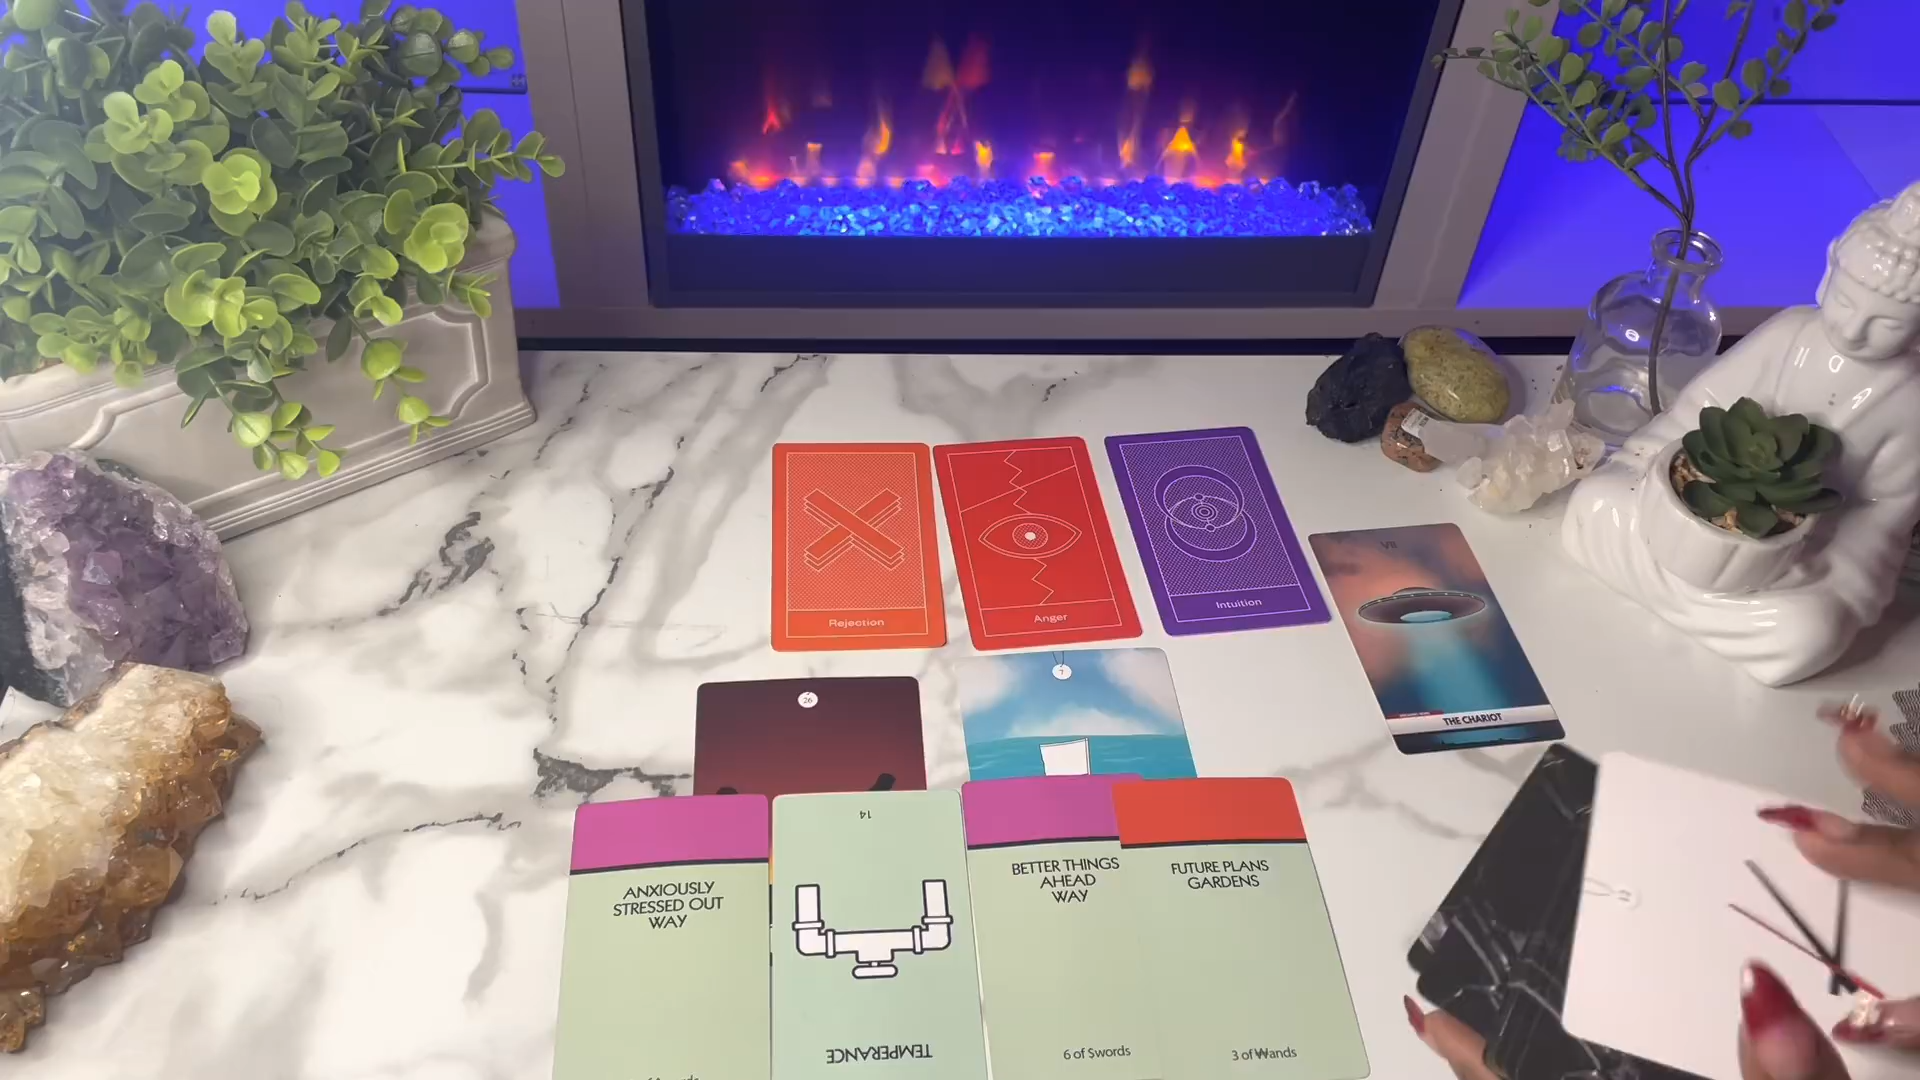 Rejection
Anger
Intuition
VII
THE CHARIOT
26
7
ANXIOUSLY
STRESSED OUT
WAY
14
TEMPERANCE
BETTER THINGS
AHEAD
WAY
6 of Swords
FUTURE PLANS
GARDENS
3 of Wands